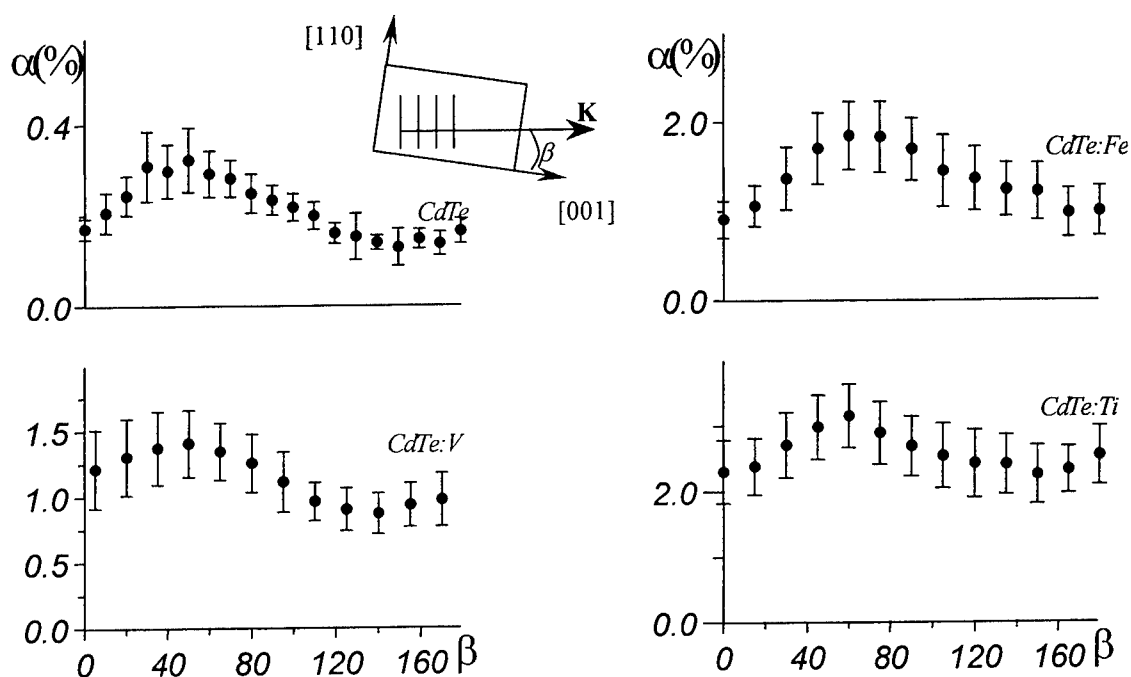 α(%)
[110]
0.4
K
β
CdTe
[001]
0.0
α(%)
2.0
CdTe:Fe
0.0
1.5
CdTe:V
1.0
0.5
0.0
0 40 80 120 160 β
CdTe:Ti
2.0
0.0
0 40 80 120 160 β